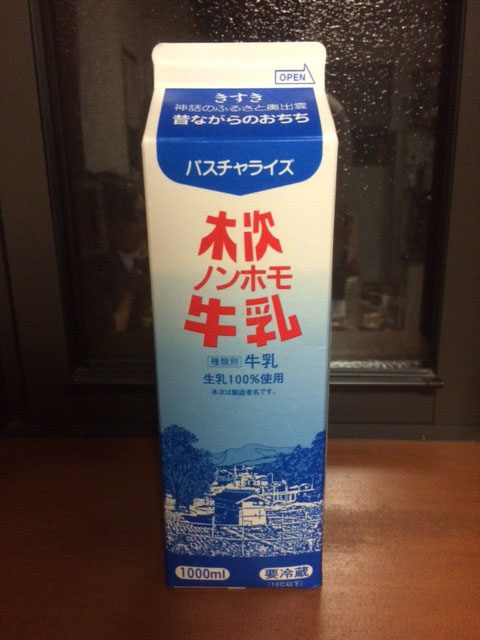 OPEN
きすき
神話のふるさと奥出雲
昔ながらのおちち
パスチャライズ
木次
ノンホモ
牛乳
種類別 牛乳
生乳100%使用
木次は製造者名です。
1000ml
要冷蔵
(10℃以下)